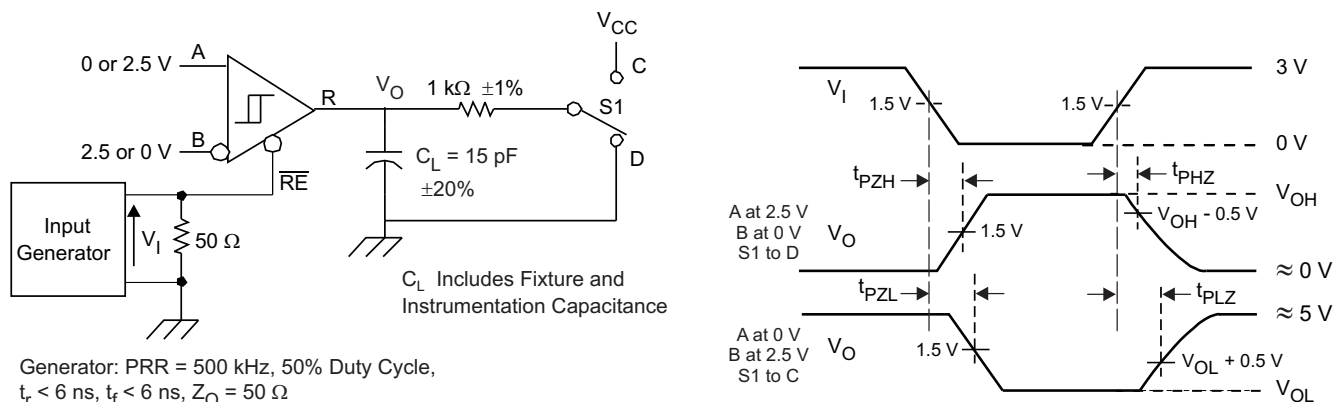 0 or 2.5 V
A
B
2.5 or 0 V
R
V_O
1 kΩ ±1%
V_CC
C
S1
D
C_L = 15 pF
±20%
R̅E̅
Input
Generator
V_I
50 Ω
C_L Includes Fixture and
Instrumentation Capacitance
Generator: PRR = 500 kHz, 50% Duty Cycle,
t_r < 6 ns, t_f < 6 ns, Z_O = 50 Ω
V_I
1.5 V
1.5 V
3 V
0 V
t_PZH
t_PHZ
V_OH
A at 2.5 V
B at 0 V
S1 to D
V_O
1.5 V
V_OH - 0.5 V
≈ 0 V
t_PZL
t_PLZ
≈ 5 V
A at 0 V
B at 2.5 V
S1 to C
V_O
1.5 V
V_OL + 0.5 V
V_OL